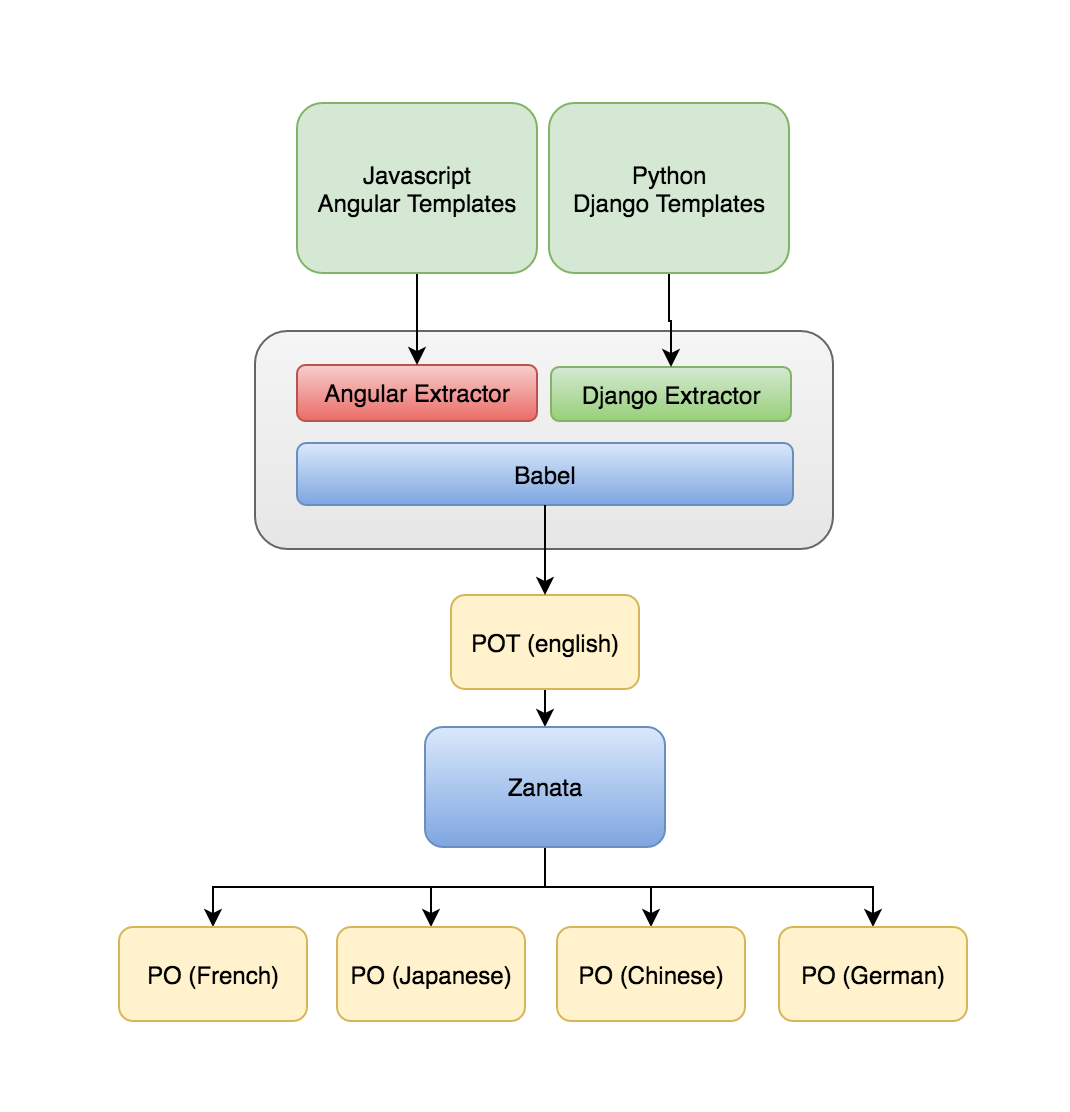 Javascript
Angular Templates
Python
Django Templates
Angular Extractor
Django Extractor
Babel
POT (english)
Zanata
PO (French)
PO (Japanese)
PO (Chinese)
PO (German)